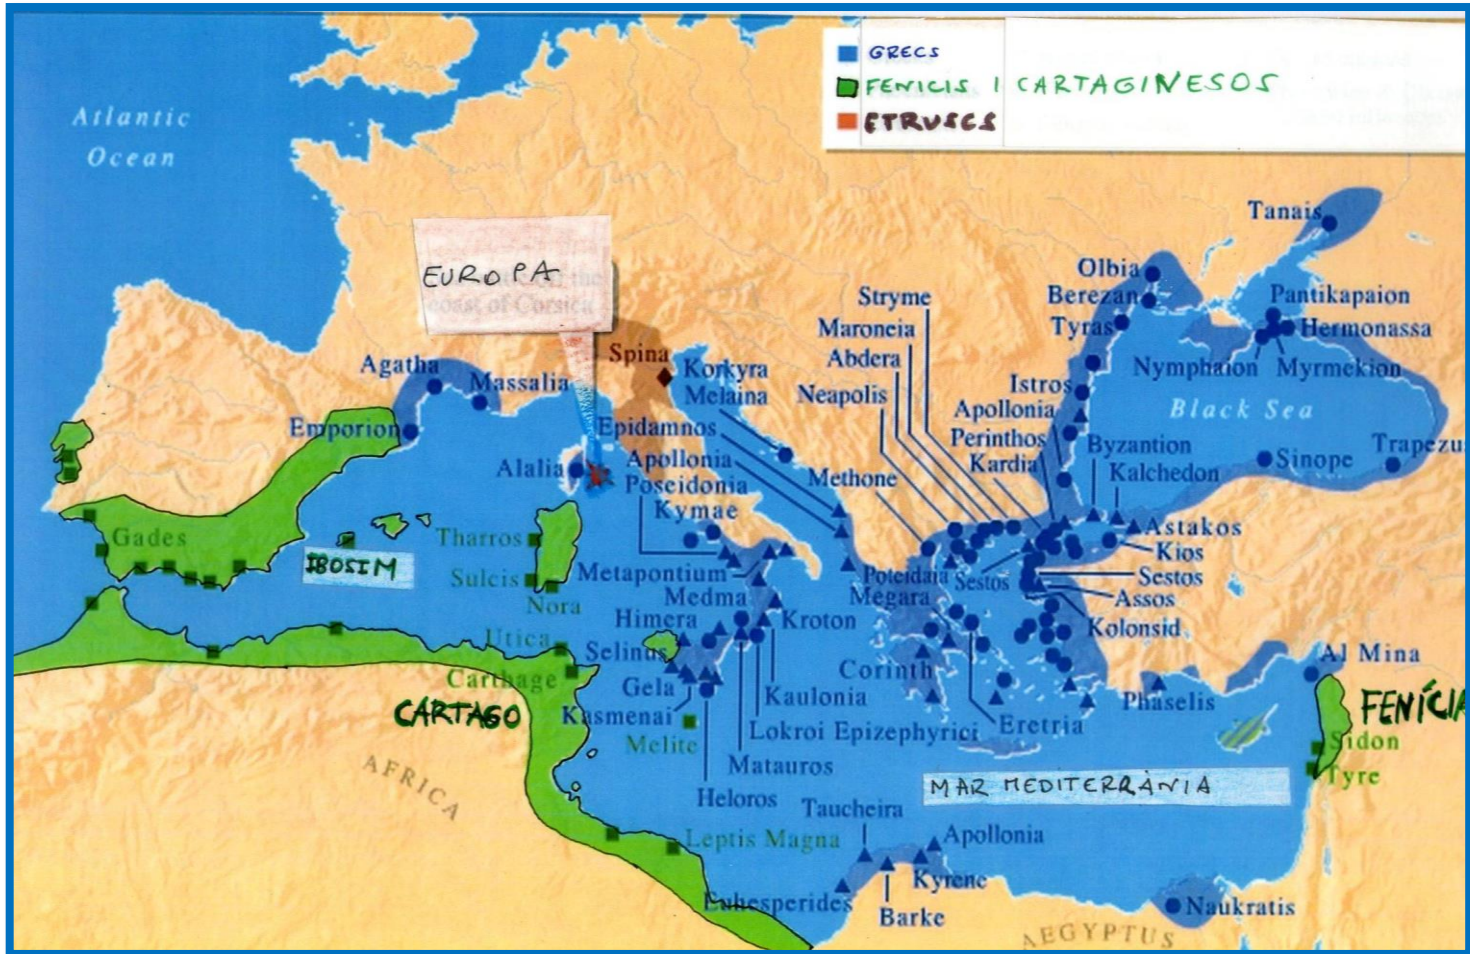 GRECS
FENICIS I CARTAGINESOS
ETRUSCS
Atlantic
Ocean
EUROPA
coast of Corsica
Tanais
Olbia
Berezan
Tyras
Pantikapaion
Hermonassa
Nymphaion
Myrmekion
Stryme
Maroneia
Abdera
Neapolis
Istros
Apollonia
Perinthos
Kardia
Black Sea
Byzantion
Kalchedon
Trapezu
Sinope
Methone
Astakos
Kios
Sestos
Assos
Kolonsid
Spina
Korkyra
Melaina
Agatha
Massalia
Emporion
Epidamnos
Alalia
Apollonia
Poseidonia
Kymae
Gades
IBOSIM
Tharros
Sulcis
Nora
Metapontium
Medma
Himera
Kroton
Poteidaia
Sestos
Megara
Utica
Selinus
Carthage
Gela
Kaulonia
Corinth
CARTAGO
Kasmenai
Melite
Lokroi Epizephyrici
Eretria
Phaselis
Al Mina
FENÍCIA
Sidon
Tyre
AFRICA
Matauros
Heloros
MAR MEDITERRÀNIA
Taucheira
Leptis Magna
Apollonia
Kyrene
Euhesperides
Barke
Naukratis
AEGYPTUS